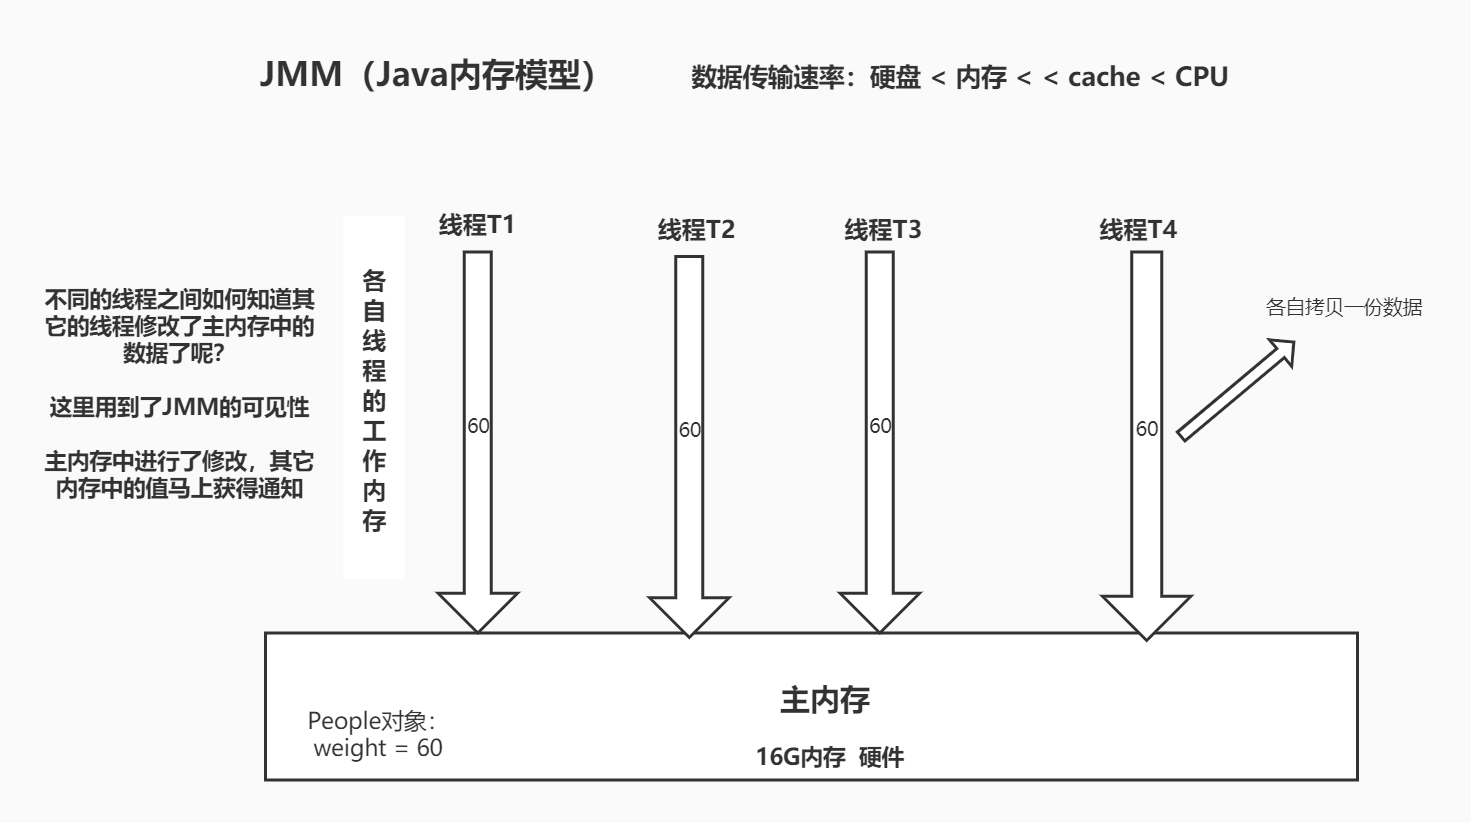 JMM（Java内存模型）
数据传输速率：硬盘 < 内存 < < cache < CPU
线程T1
线程T2
线程T3
线程T4
不同的线程之间如何知道其
它的线程修改了主内存中的
数据了呢？
这里用到了JMM的可见性
主内存中进行了修改，其它
内存中的值马上获得通知
各
自
线
程
的
工
作
内
存
60
60
60
60
各自拷贝一份数据
主内存
People对象：
weight = 60
16G内存 硬件